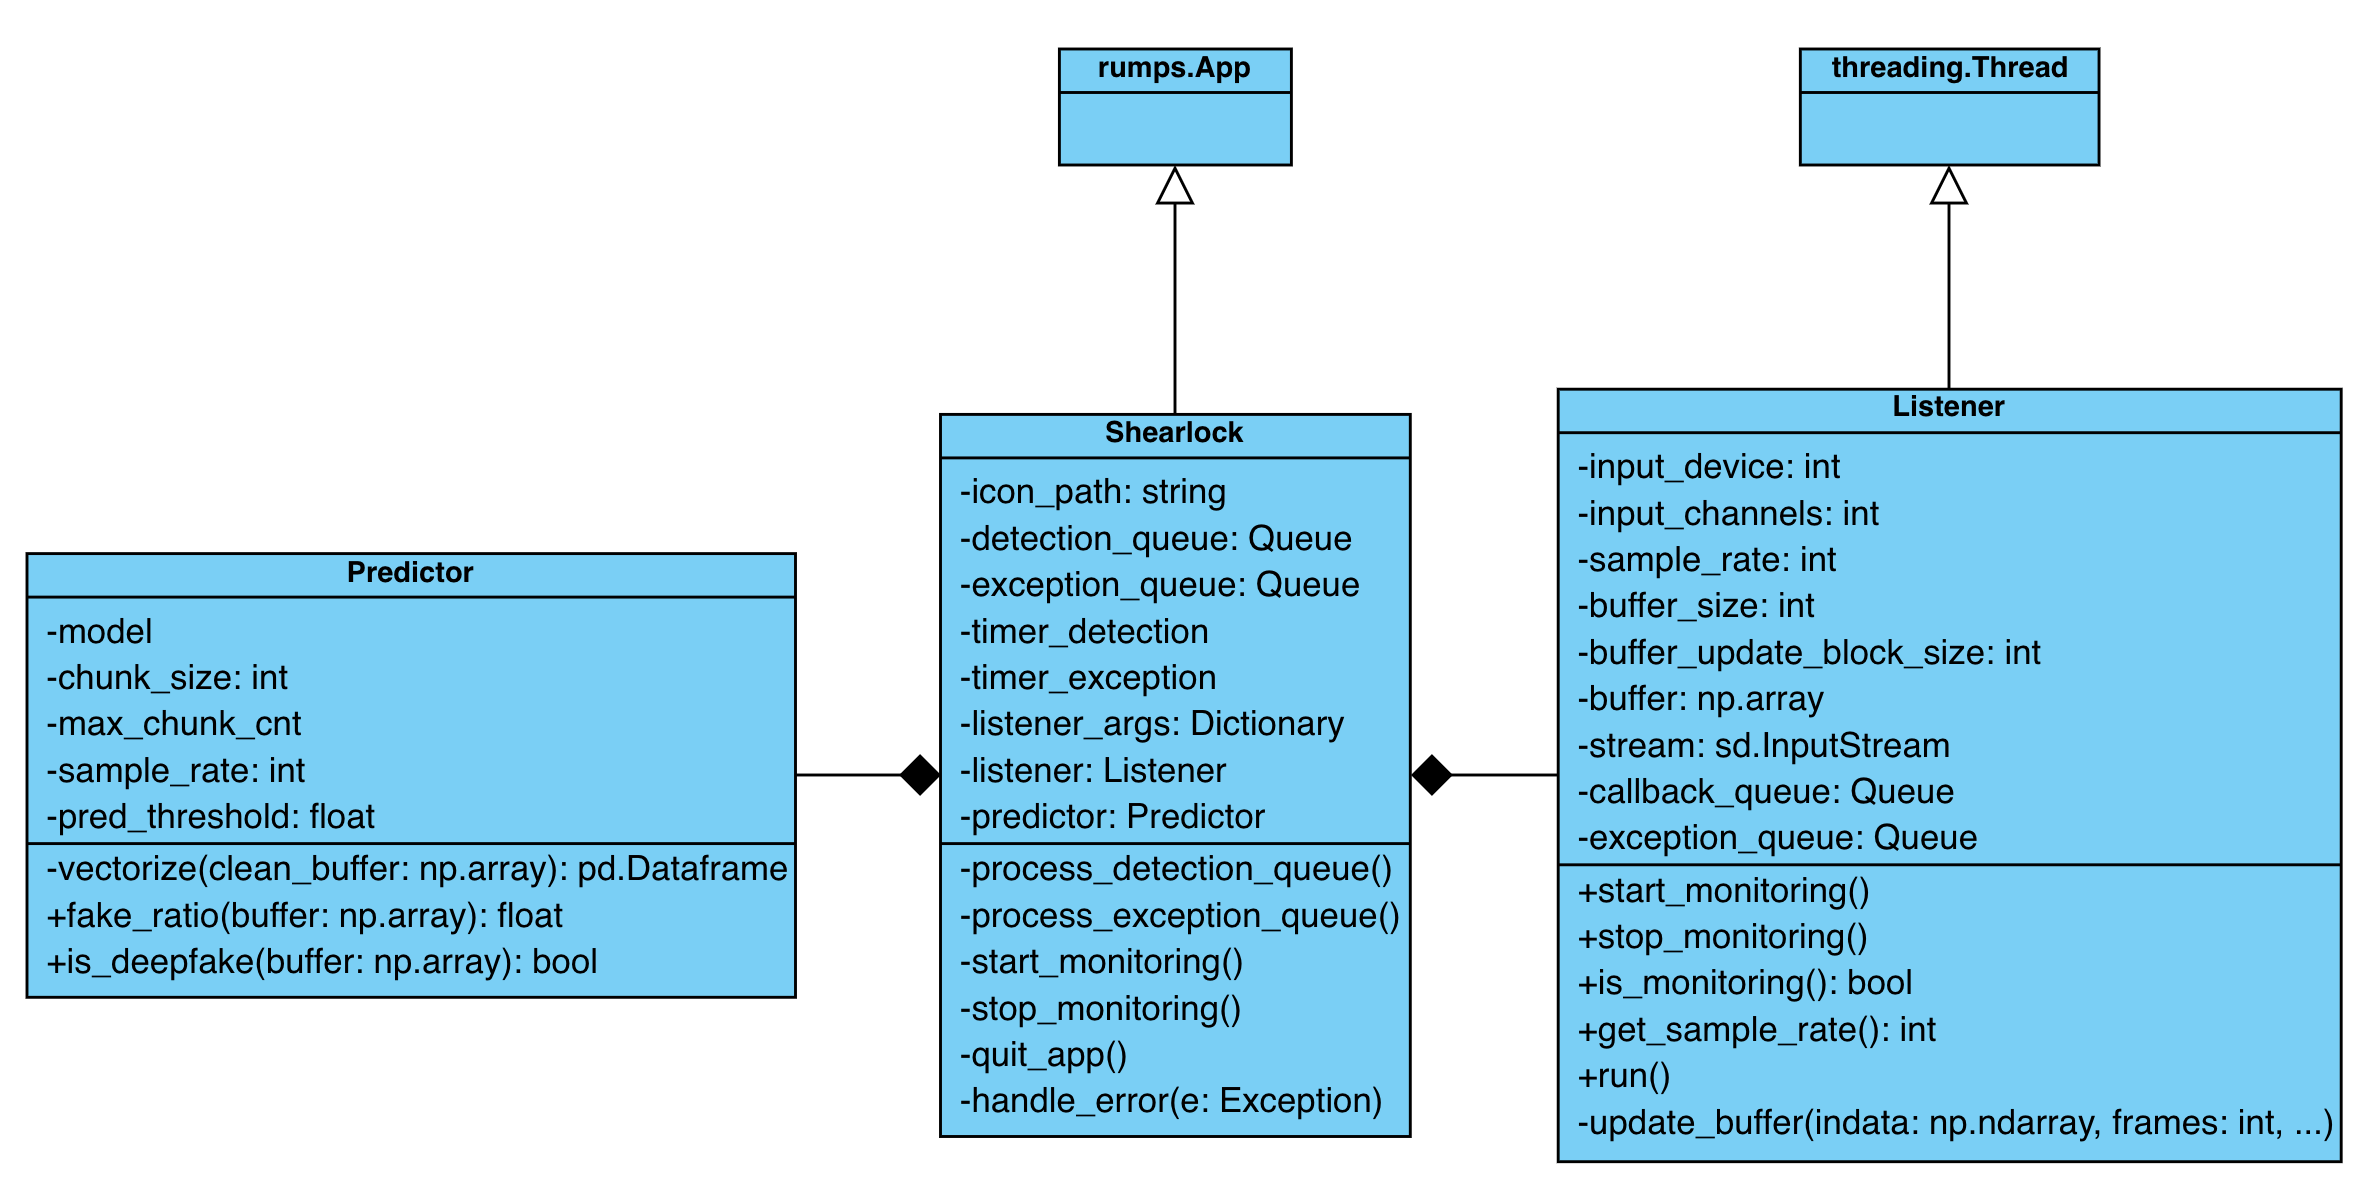 rumps.App
threading.Thread
Predictor
-model
-chunk_size: int
-max_chunk_cnt
-sample_rate: int
-pred_threshold: float
-vectorize(clean_buffer: np.array): pd.Dataframe
+fake_ratio(buffer: np.array): float
+is_deepfake(buffer: np.array): bool
Shearlock
-icon_path: string
-detection_queue: Queue
-exception_queue: Queue
-timer_detection
-timer_exception
-listener_args: Dictionary
-listener: Listener
-predictor: Predictor
-process_detection_queue()
-process_exception_queue()
-start_monitoring()
-stop_monitoring()
-quit_app()
-handle_error(e: Exception)
Listener
-input_device: int
-input_channels: int
-sample_rate: int
-buffer_size: int
-buffer_update_block_size: int
-buffer: np.array
-stream: sd.InputStream
-callback_queue: Queue
-exception_queue: Queue
+start_monitoring()
+stop_monitoring()
+is_monitoring(): bool
+get_sample_rate(): int
+run()
-update_buffer(indata: np.ndarray, frames: int, ...)